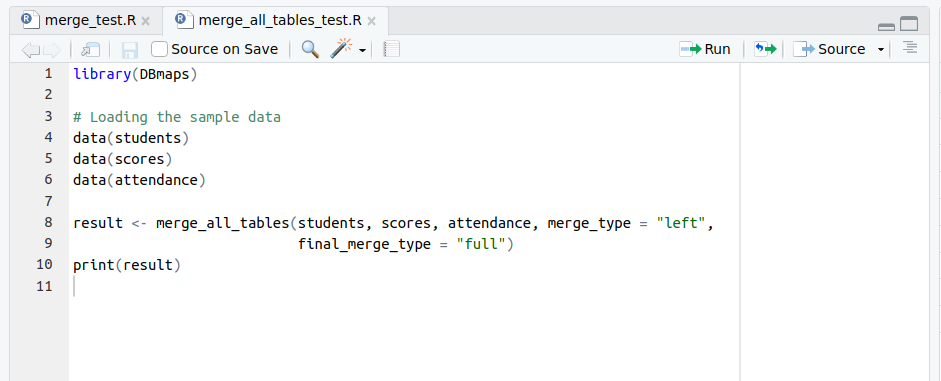 merge_test.R
merge_all_tables_test.R
Source on Save
Run
Source
1 library(DBmaps)
2
3 # Loading the sample data
4 data(students)
5 data(scores)
6 data(attendance)
7
8 result <- merge_all_tables(students, scores, attendance, merge_type = "left",
9                            final_merge_type = "full")
10 print(result)
11